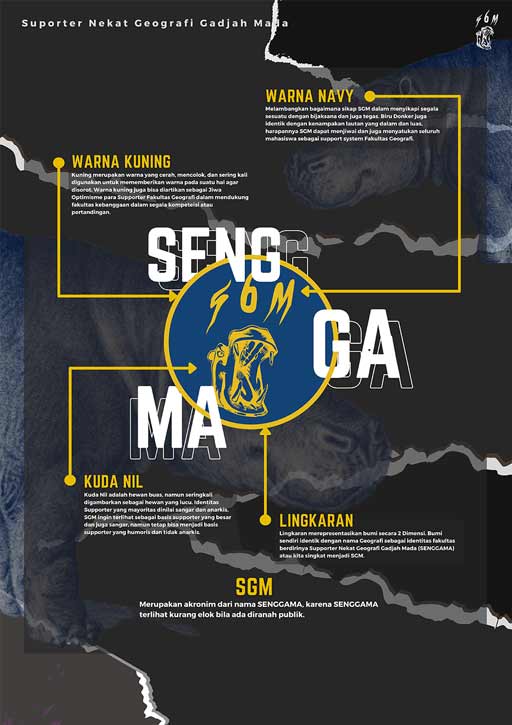 Suporter Nekat Geografi Gadjah Mada
SGM
WARNA NAVY
Melambangkan bagaimana sikap SGM dalam menyikapi segala
sesuatu dengan bijaksana dan juga tegas. Biru Donker juga
identik dengan kenampakan lautan yang dalam dan luas,
harapannya SGM dapat menjiwai dan juga menyatukan seluruh
mahasiswa sebagai support system Fakultas Geografi.
WARNA KUNING
Kuning merupakan warna yang cerah, mencolok, dan sering kali
digunakan untuk mememberikan warna pada suatu hal agar
disorot. Warna kuning juga bisa diartikan sebagai Jiwa
Optimisme para Supporter Fakultas Geografi dalam mendukung
fakultas kebanggaan dalam segala kompeteisi atau
pertandingan.
SENG
SGM
GA
MA
KUDA NIL
Kuda Nil adalah hewan buas, namun seringkali
digambarkan sebagai hewan yang lucu. Identitas
Supporter yang mayoritas dinilai sangar dan anarkis.
SGM ingin terlihat sebagai basis supporter yang besar
dan juga sangar, namun tetap bisa menjadi basis
supporter yang humoris dan tidak anarkis.
LINGKARAN
Lingkaran merepresentasikan bumi secara 2 Dimensi. Bumi
sendiri identik dengan nama Geografi sebagai identitas fakultas
berdirinya Supporter Nekat Geografi Gadjah Mada (SENGGAMA)
atau kita singkat menjadi SGM.
SGM
Merupakan akronim dari nama SENGGAMA, karena SENGGAMA
terlihat kurang elok bila ada diranah publik.